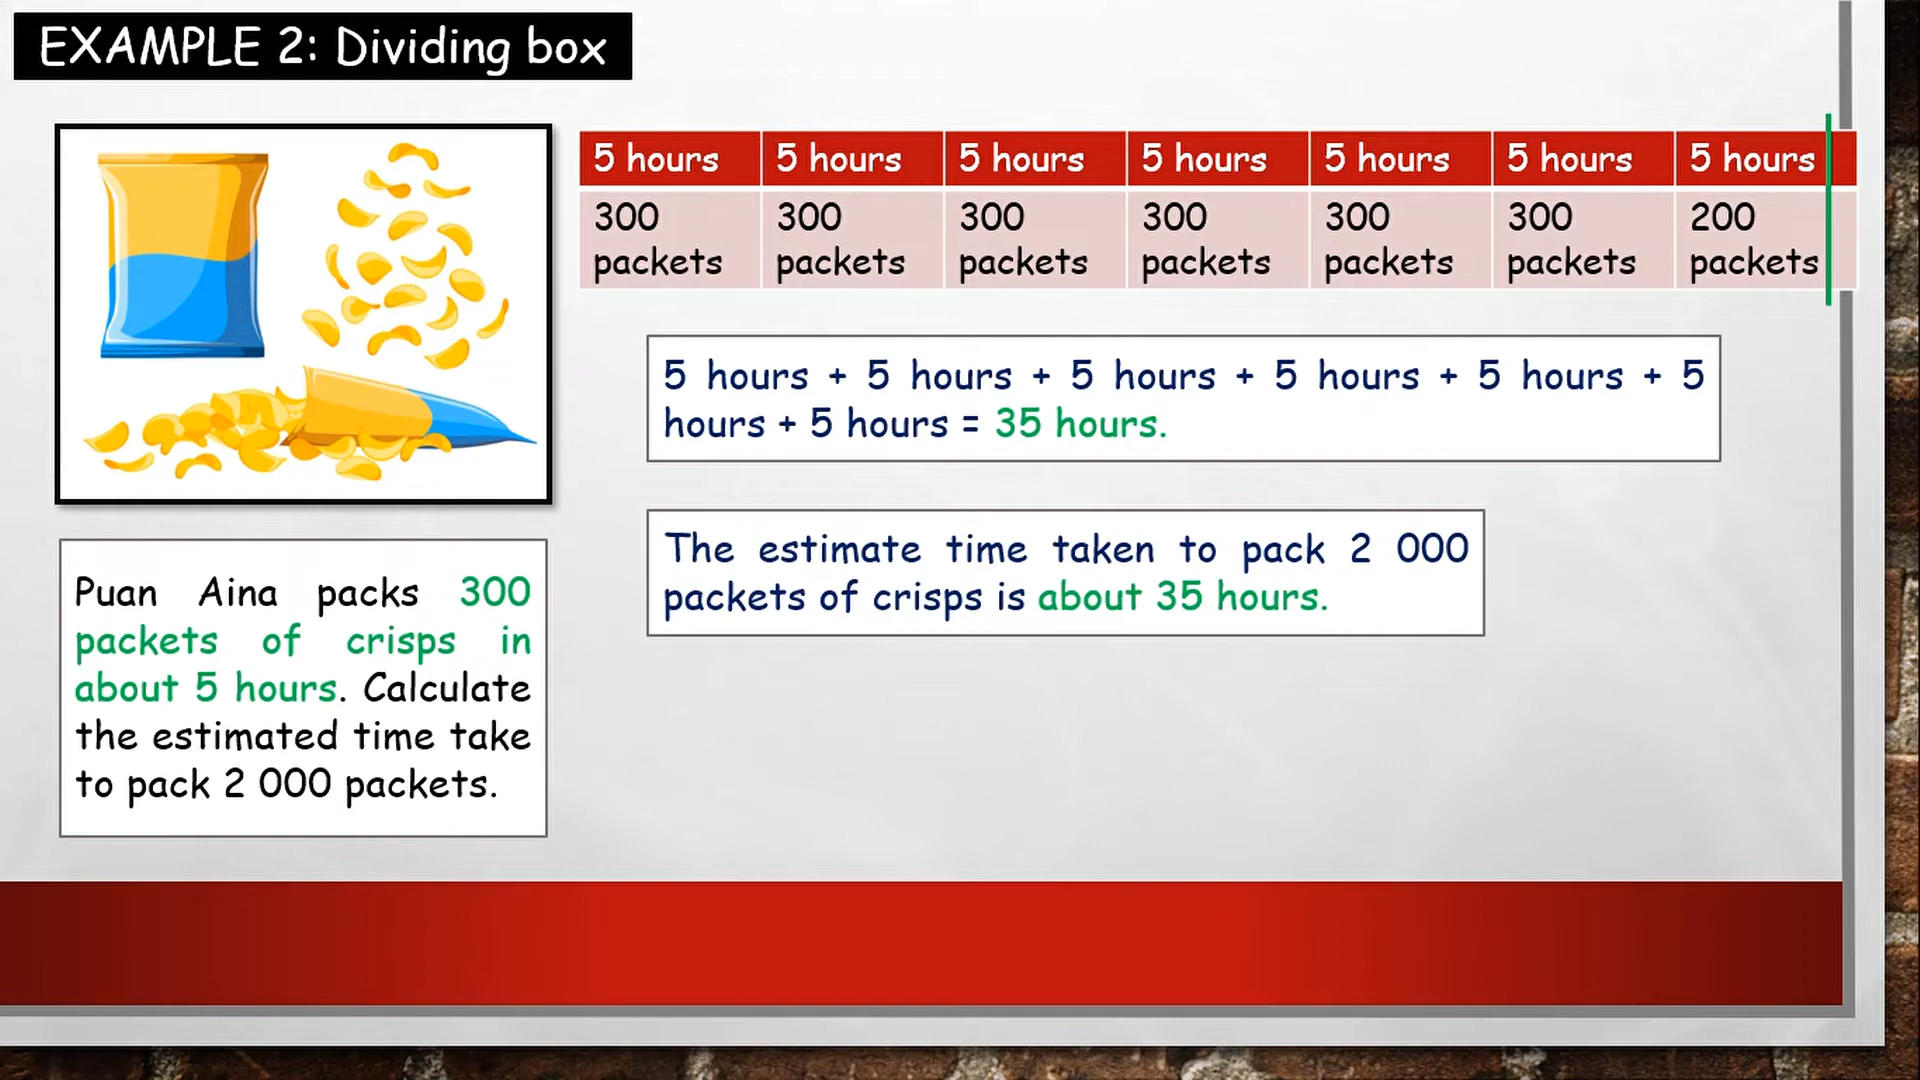 EXAMPLE 2: Dividing box
5 hours 5 hours 5 hours 5 hours 5 hours 5 hours 5 hours
300 300 300 300 300 300 200
packets packets packets packets packets packets packets
5 hours + 5 hours + 5 hours + 5 hours + 5 hours + 5
hours + 5 hours = 35 hours.
The estimate time taken to pack 2 000
packets of crisps is about 35 hours.
Puan Aina packs 300
packets of crisps in
about 5 hours. Calculate
the estimated time take
to pack 2 000 packets.